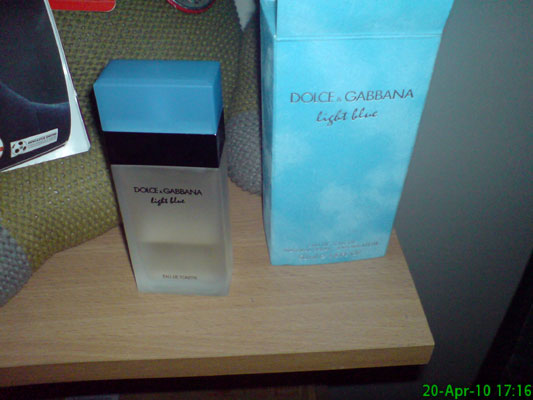 DOLCE & GABBANA
light blue
DOLCE & GABBANA
light blue
EAU DE TOILETTE
20-Apr-10 17:16